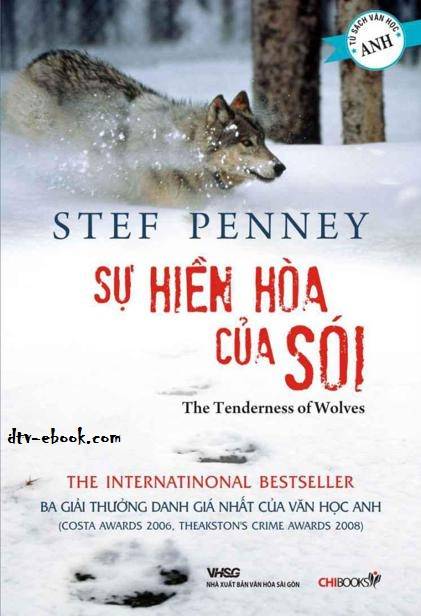 TỦ SÁCH VĂN HỌC
ANH
STEF PENNEY
SỰ HIỀN HÒA
CỦA SÓI
The Tenderness of Wolves
dtv-ebook.com
THE INTERNATINONAL BESTSELLER
BA GIẢI THƯỞNG DANH GIÁ NHẤT CỦA VĂN HỌC ANH
(COSTA AWARDS 2006, THEAKSTON'S CRIME AWARDS 2008)
VHSG
NHÀ XUẤT BẢN VĂN HÓA SÀI GÒN
CHIBOOKS